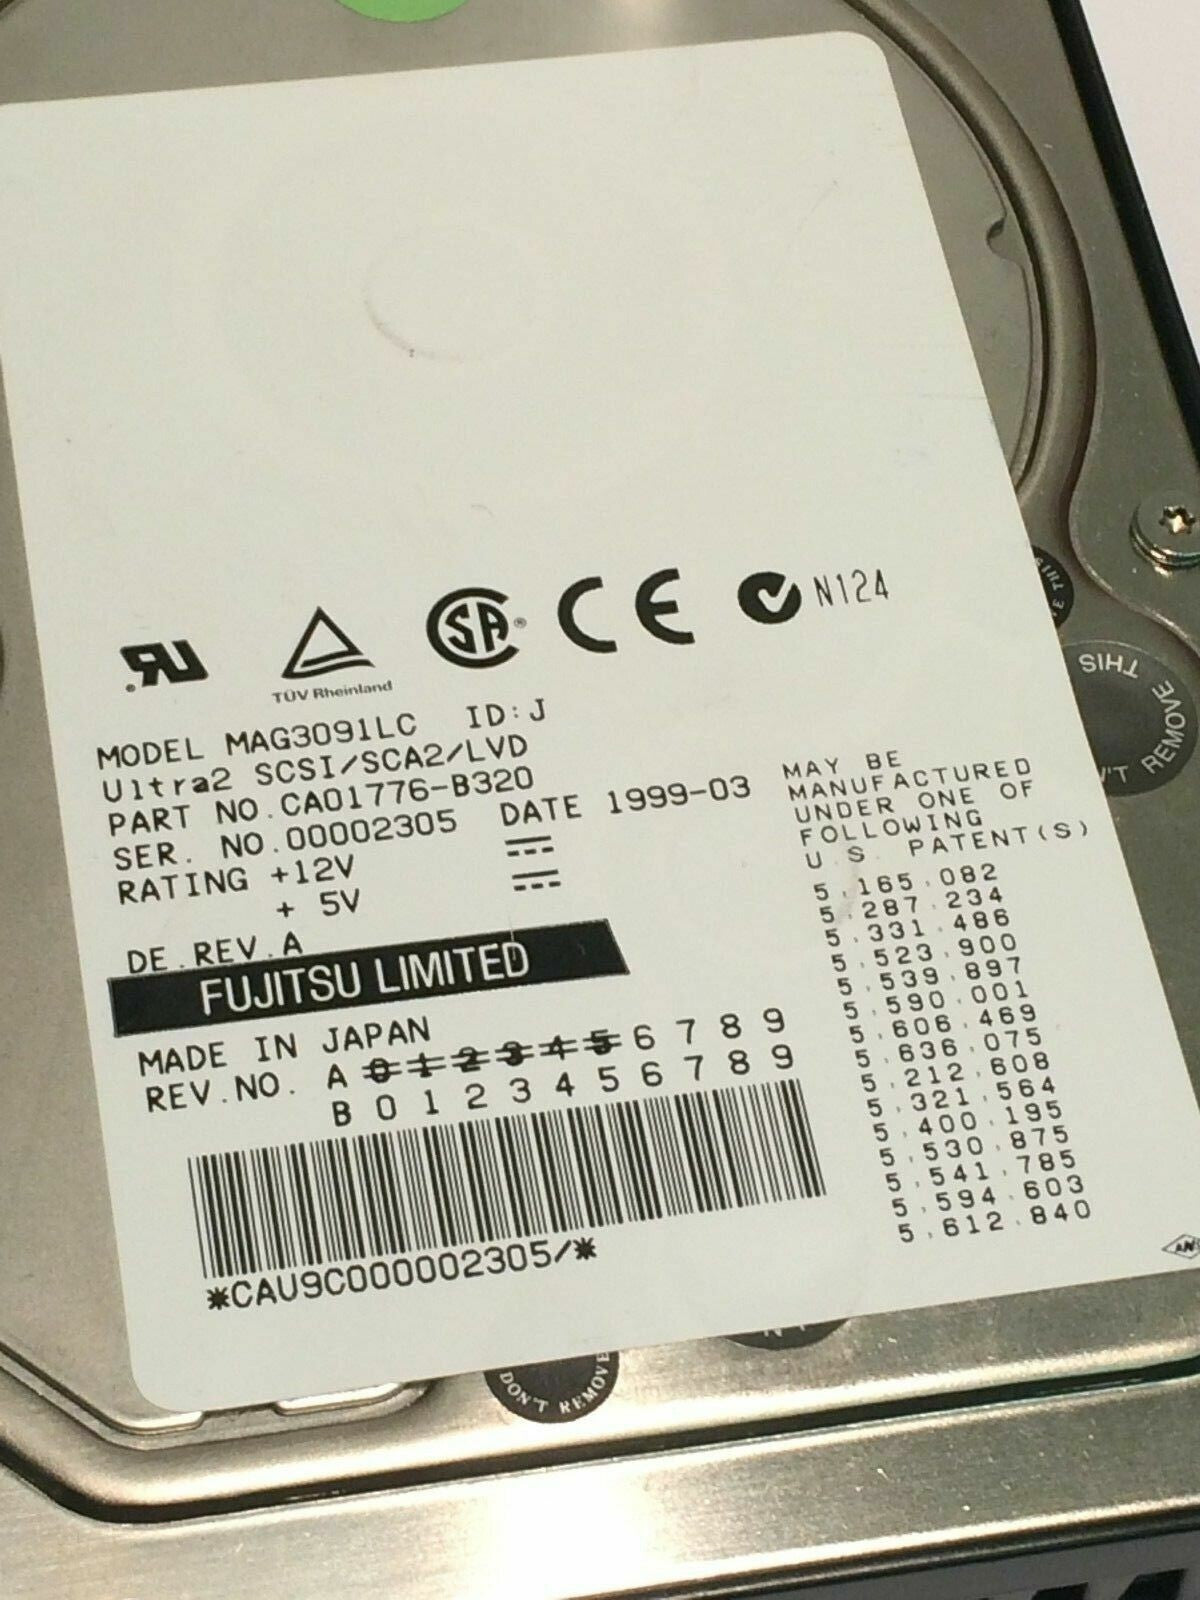 TÜV Rheinland
N124
MODEL MAG3091LC ID:J
Ultra2 SCSI/SCA2/LVD
PART NO.CA01776-B320
SER. NO.00002305 DATE 1999-03
RATING +12V
+ 5V
DE.REV.A
FUJITSU LIMITED
MADE IN JAPAN
REV.NO. A 0 1 2 3 4 5 6 7 8 9
B 0 1 2 3 4 5 6 7 8 9
*CAU9C000002305/*
MAY BE
MANUFACTURED
UNDER ONE OF
FOLLOWING
U.S. PATENT(S)
5,165,082
5,287,234
5,331,486
5,523,900
5,539,897
5,590,001
5,606,469
5,636,075
5,212,608
5,321,564
5,400,195
5,530,875
5,541,785
5,594,603
5,612,840
THIS
REMOVE THIS
DON'T REMOVE